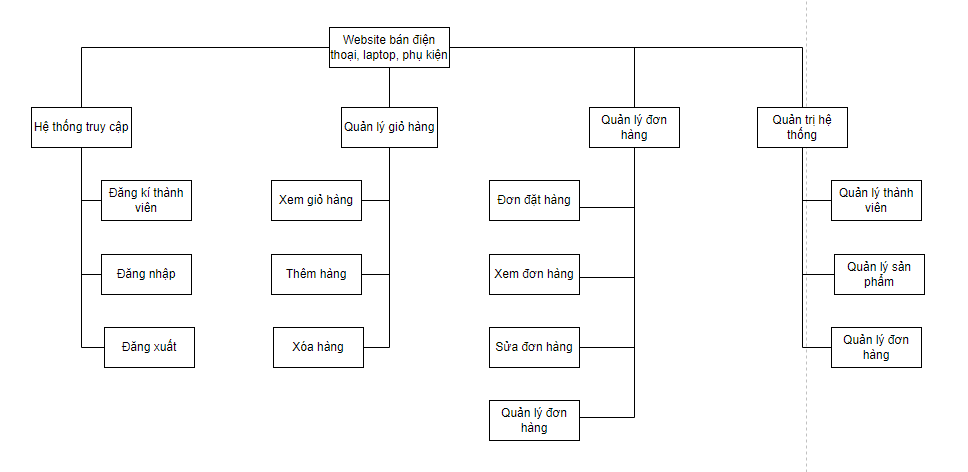 Website bán điện
thoại, laptop, phụ kiện
Hệ thống truy cập
Quản lý giỏ hàng
Quản lý đơn
hàng
Quản trị hệ
thống
Đăng kí thành
viên
Xem giỏ hàng
Đơn đặt hàng
Quản lý thành
viên
Đăng nhập
Thêm hàng
Xem đơn hàng
Quản lý sản
phẩm
Đăng xuất
Xóa hàng
Sửa đơn hàng
Quản lý đơn
hàng
Quản lý đơn
hàng